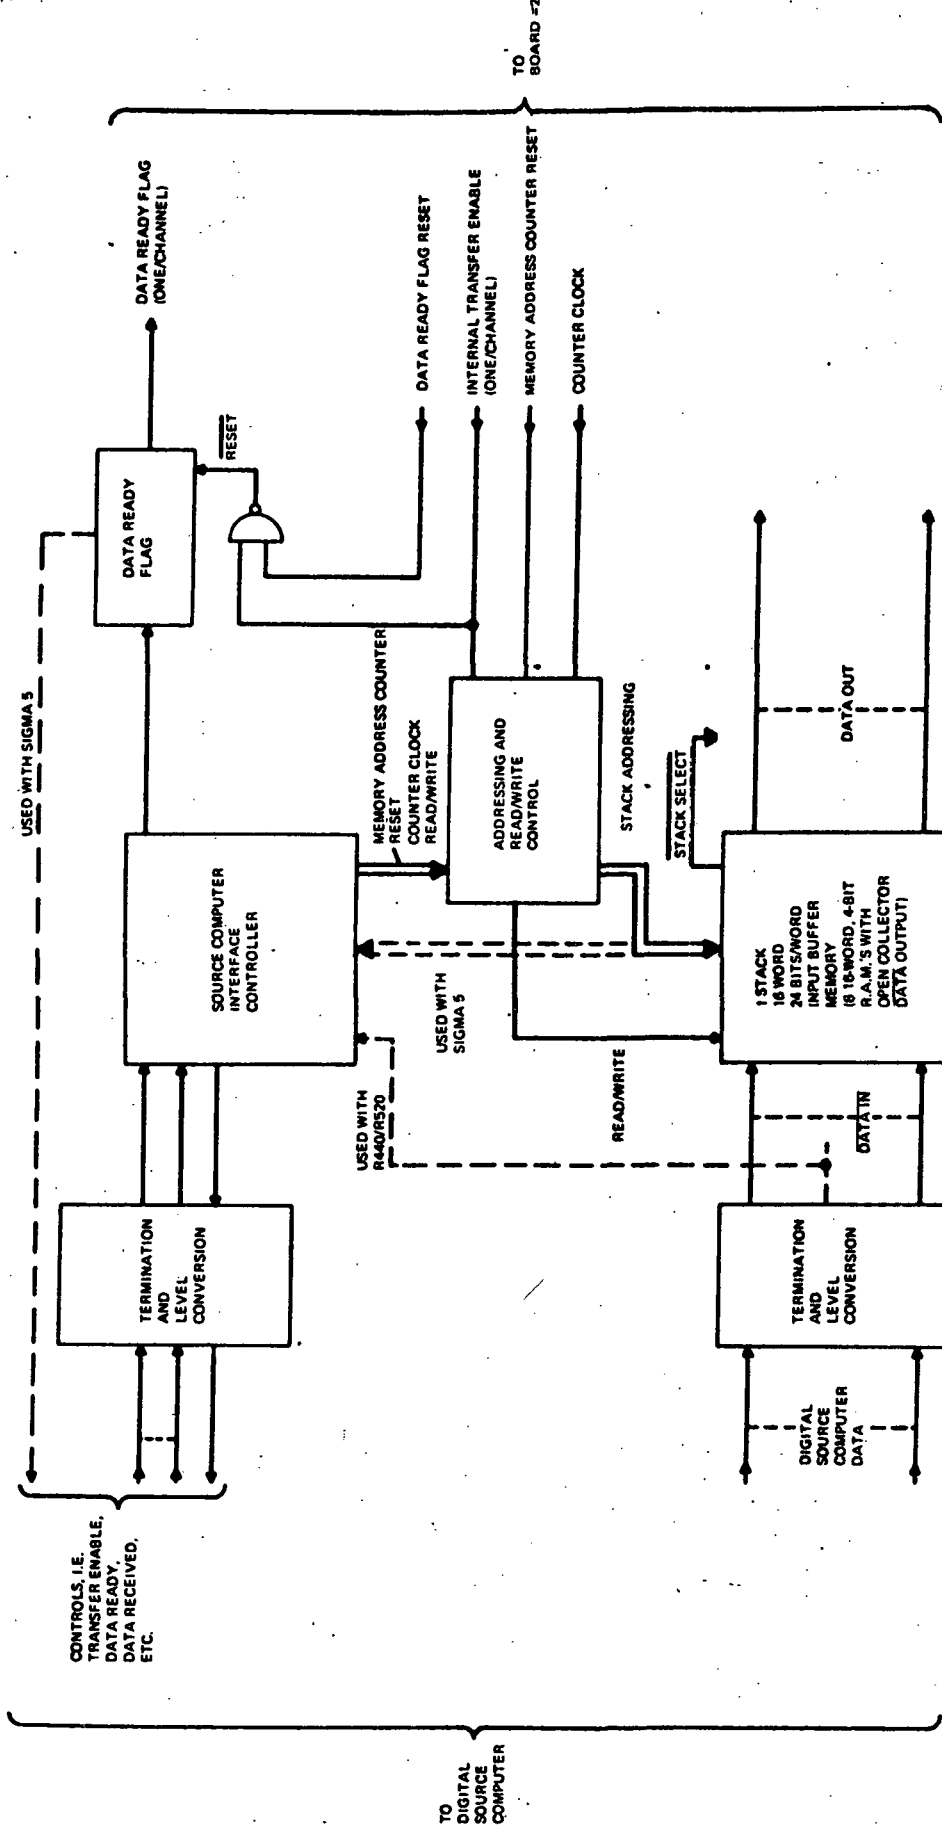 USED WITH SIGMA 5
CONTROLS, I.E.
TRANSFER ENABLE,
DATA READY,
DATA RECEIVED,
ETC.
TERMINATION
AND
LEVEL
CONVERSION
SOURCE COMPUTER
INTERFACE
CONTROLLER
DATA READY
FLAG
DATA READY FLAG
(ONE/CHANNEL)
RESET
DATA READY FLAG RESET
INTERNAL TRANSFER ENABLE
(ONE/CHANNEL)
MEMORY ADDRESS COUNTER RESET
COUNTER CLOCK
TO
BOARD =2
USED WITH
R440/R520
USED WITH
SIGMA 5
MEMORY ADDRESS COUNTER
RESET
COUNTER CLOCK
READ/WRITE
ADDRESSING AND
READ/WRITE
CONTROL
READ/WRITE
STACK ADDRESSING
STACK SELECT
TO
DIGITAL
SOURCE
COMPUTER
DIGITAL
SOURCE
COMPUTER
DATA
TERMINATION
AND
LEVEL
CONVERSION
DATA IN
1 STACK
16 WORD
24 BITS/WORD
INPUT BUFFER
MEMORY
(6 16-WORD, 4-BIT
R.A.M.'S WITH
OPEN COLLECTOR
DATA OUTPUT)
DATA OUT